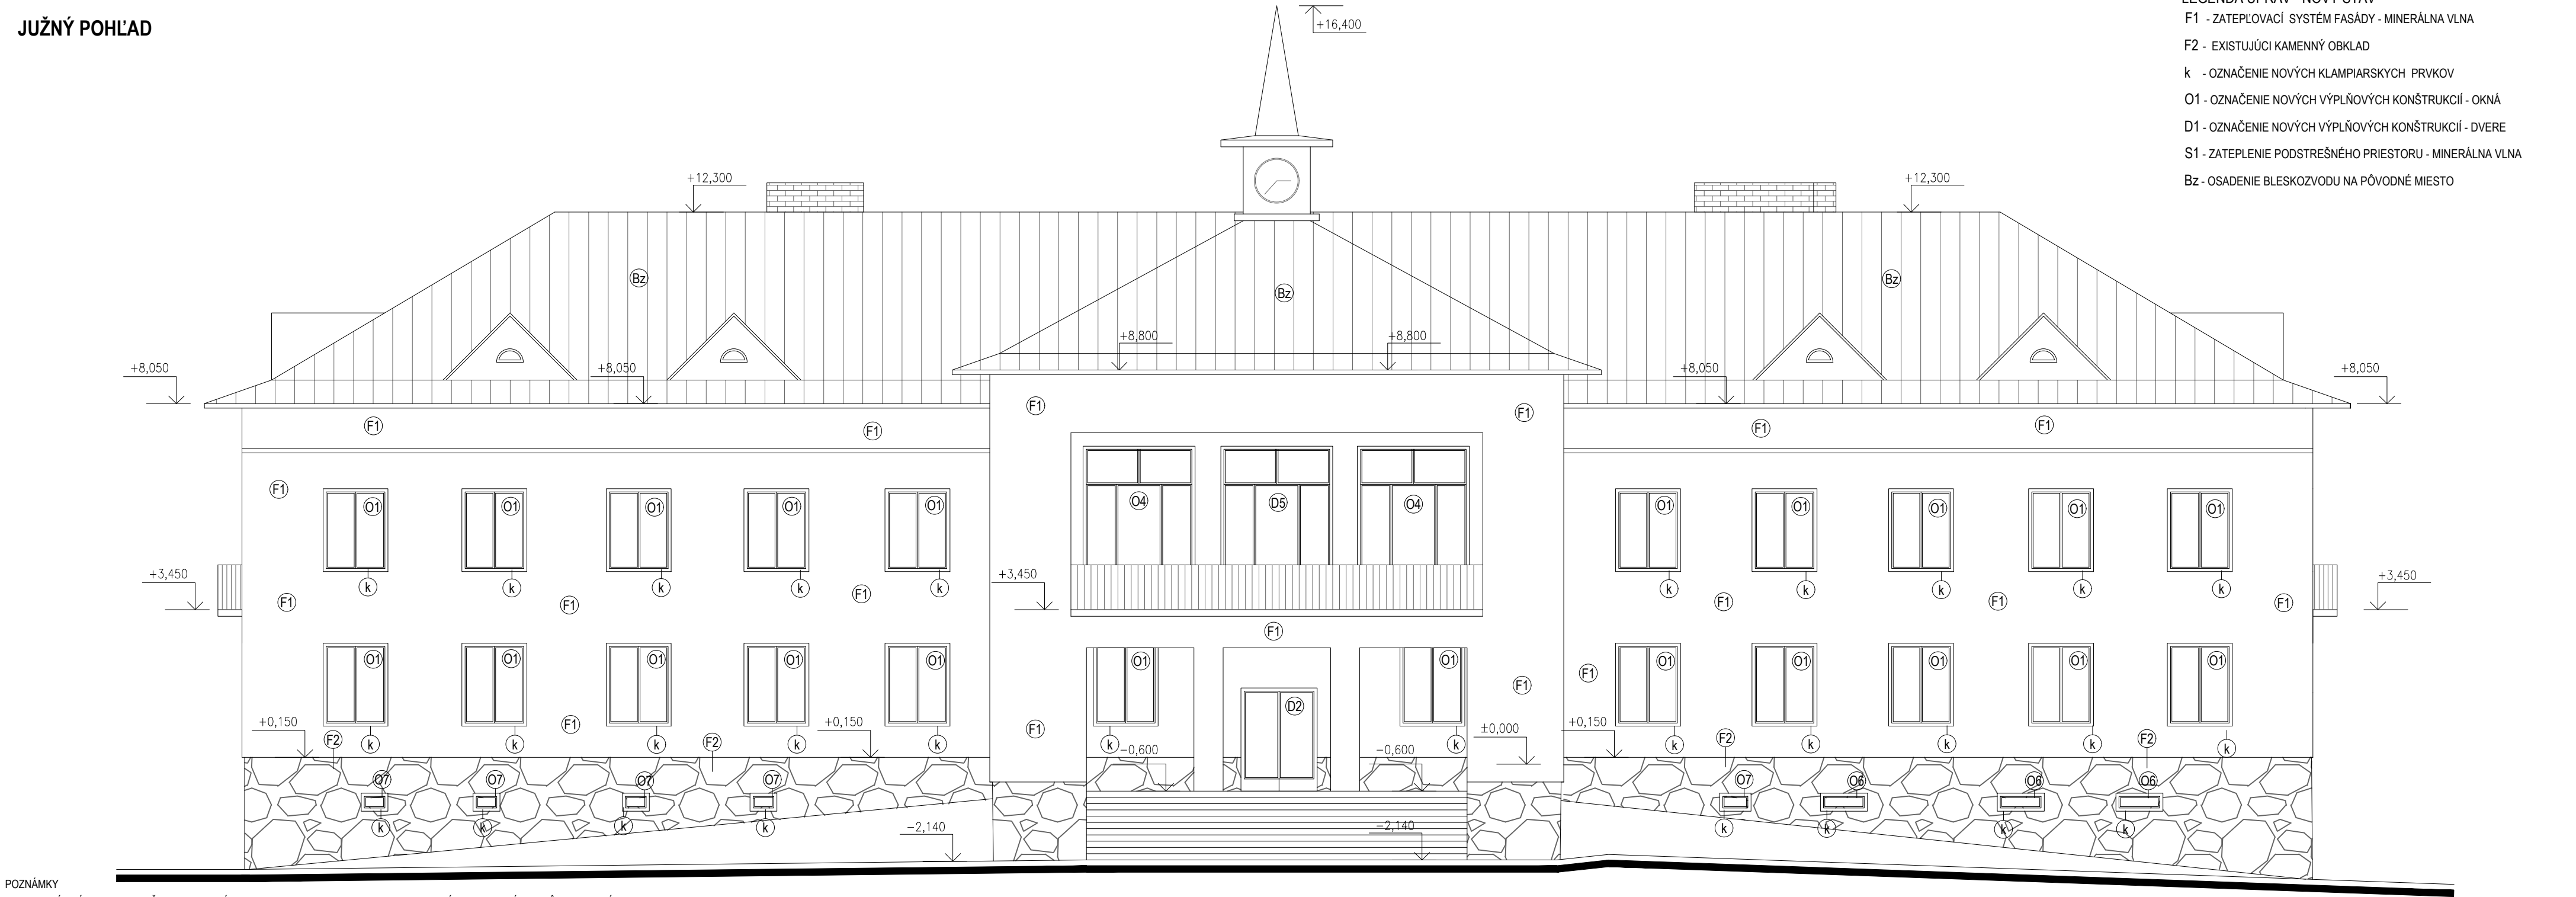 JUŽNÝ POHĽAD
LEGENDA ÚPRAV - NOVÝ STAV
F1 - ZATEPĽOVACÍ SYSTÉM FASÁDY - MINERÁLNA VLNA
F2 - EXISTUJÚCI KAMENNÝ OBKLAD
k - OZNAČENIE NOVÝCH KLAMPIARSKYCH PRVKOV
O1 - OZNAČENIE NOVÝCH VÝPLŇOVÝCH KONŠTRUKCIÍ - OKNÁ
D1 - OZNAČENIE NOVÝCH VÝPLŇOVÝCH KONŠTRUKCIÍ - DVERE
S1 - ZATEPLENIE PODSTREŠNÉHO PRIESTORU - MINERÁLNA VLNA
Bz - OSADENIE BLESKOZVODU NA PÔVODNÉ MIESTO
+16,400
+12,300 +12,300
Bz Bz Bz
+8,800 +8,800
+8,050 +8,050 +8,050 +8,050
F1 F1
F1 F1 F1 F1
F1
O1 O1 O1 O1 O1 O4 D5 O4 O1 O1 O1 O1 O1
+3,450 +3,450 +3,450
k k k k k k k k k k
F1 F1 F1 F1 F1 F1
F1
O1 O1 O1 O1 O1 O1 O1 O1 O1 O1 O1 O1
F1 F1
D2
+0,150 F1 +0,150 F1 ±0,000 +0,150
F2 k k F2 k k k k k k F2 k k k F2 k
-0,600 -0,600
O7 O7 O7 O7 O7 O6 O6 O6
k k k k k k k k
-2,140 -2,140
POZNÁMKY